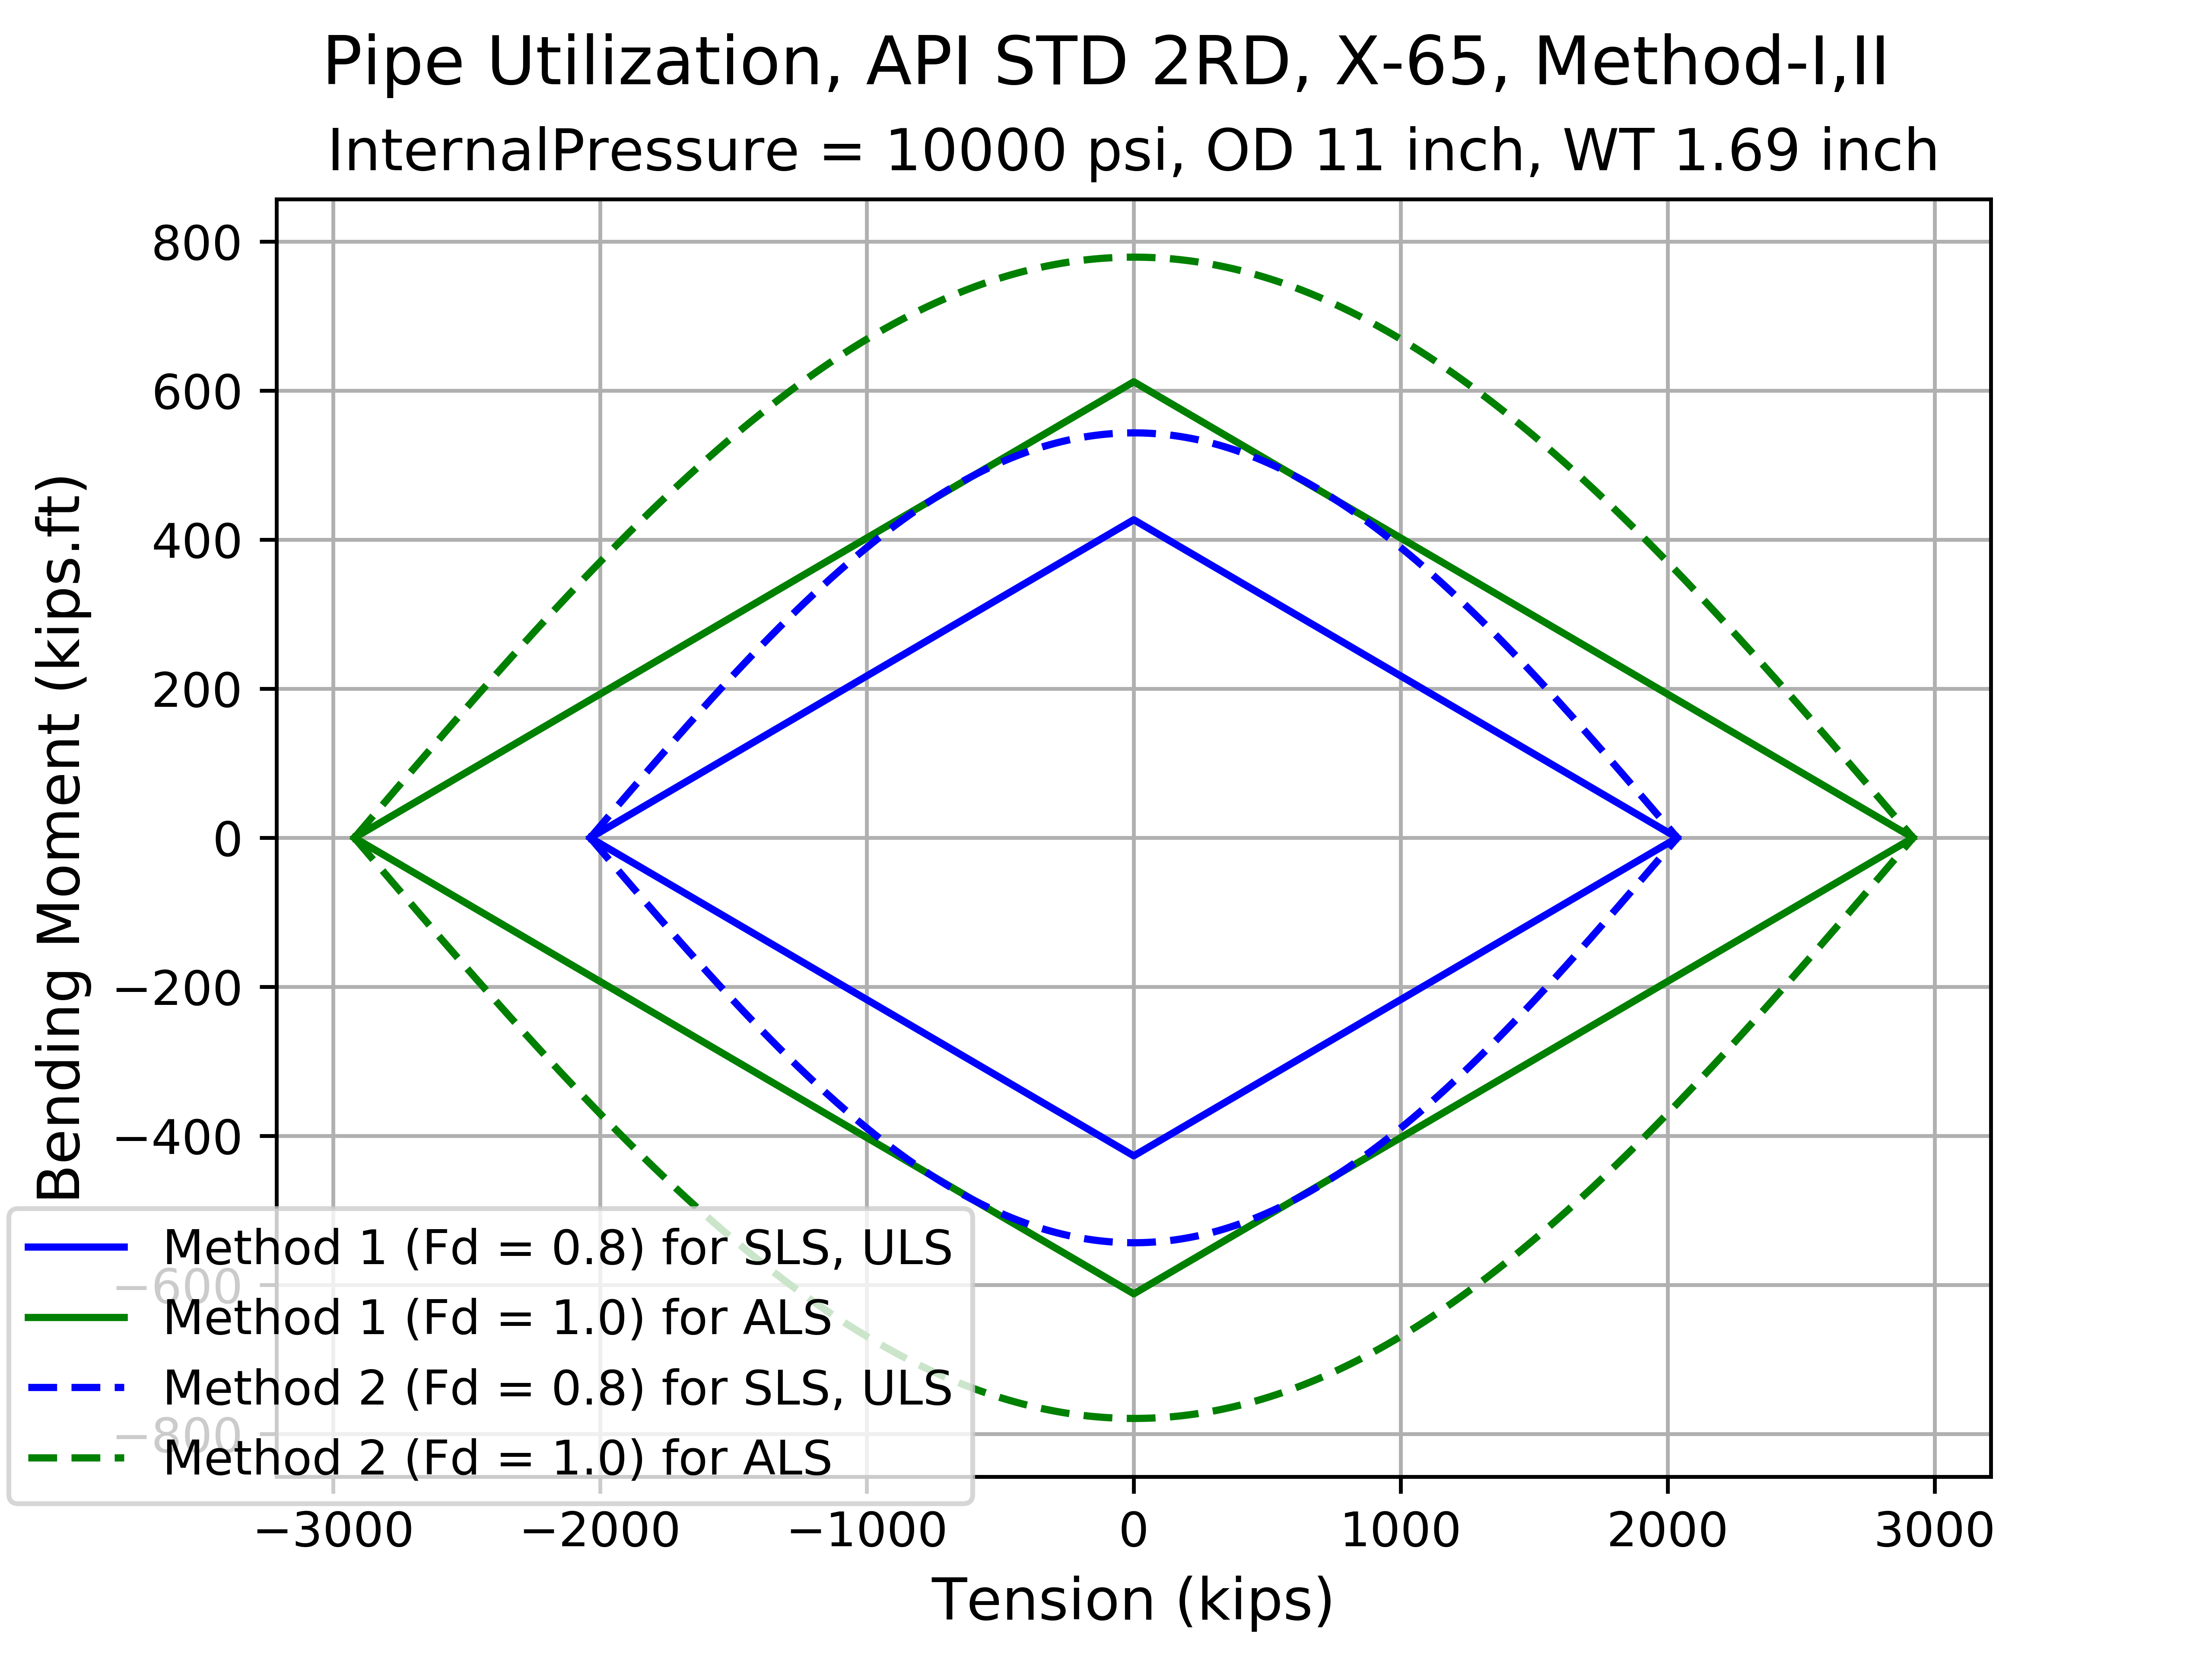 Pipe Utilization, API STD 2RD, X-65, Method-I,II
InternalPressure = 10000 psi, OD 11 inch, WT 1.69 inch
Bending Moment (kips.ft)
800
600
400
200
0
−200
−400
−600
−800
Method 1 (Fd = 0.8) for SLS, ULS
Method 1 (Fd = 1.0) for ALS
Method 2 (Fd = 0.8) for SLS, ULS
Method 2 (Fd = 1.0) for ALS
−3000 −2000 −1000 0 1000 2000 3000
Tension (kips)